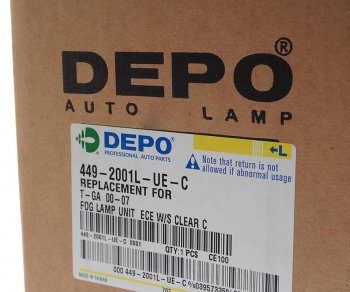 DEPO®
AUTO LAMP
DEPO®
PROFESSIONAL AUTO PARTS
Note that return is not
allowed if abnormal usage
←L
449-2001L-UE-C
REPLACEMENT FOR
T-GA 00-07
FOG LAMP UNIT ECE W/S CLEAR C
449-2001L-UE-C 0001
QTY:1 PCS CE100
000 449-2001L-UE-C
MADE IN TAIWAN